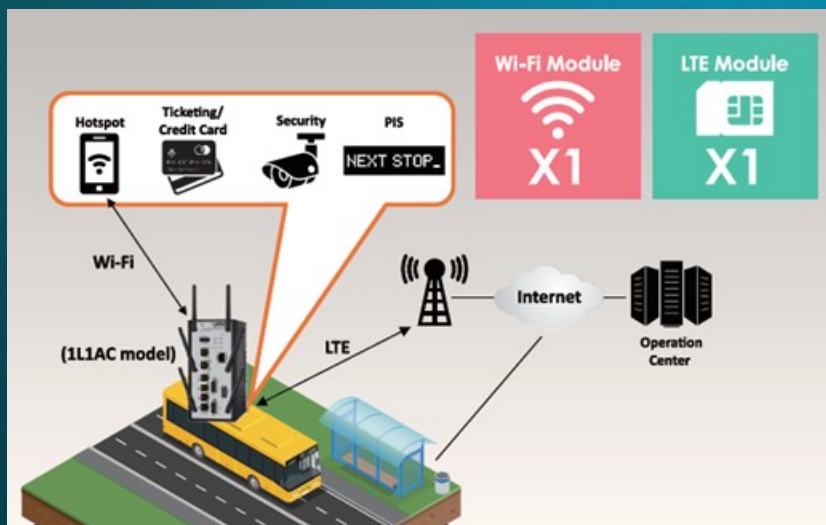 Wi-Fi Module
X1
LTE Module
X1
Hotspot
Ticketing/
Credit Card
Security
PIS
NEXT STOP_
Wi-Fi
(1L1AC model)
LTE
Internet
Operation
Center